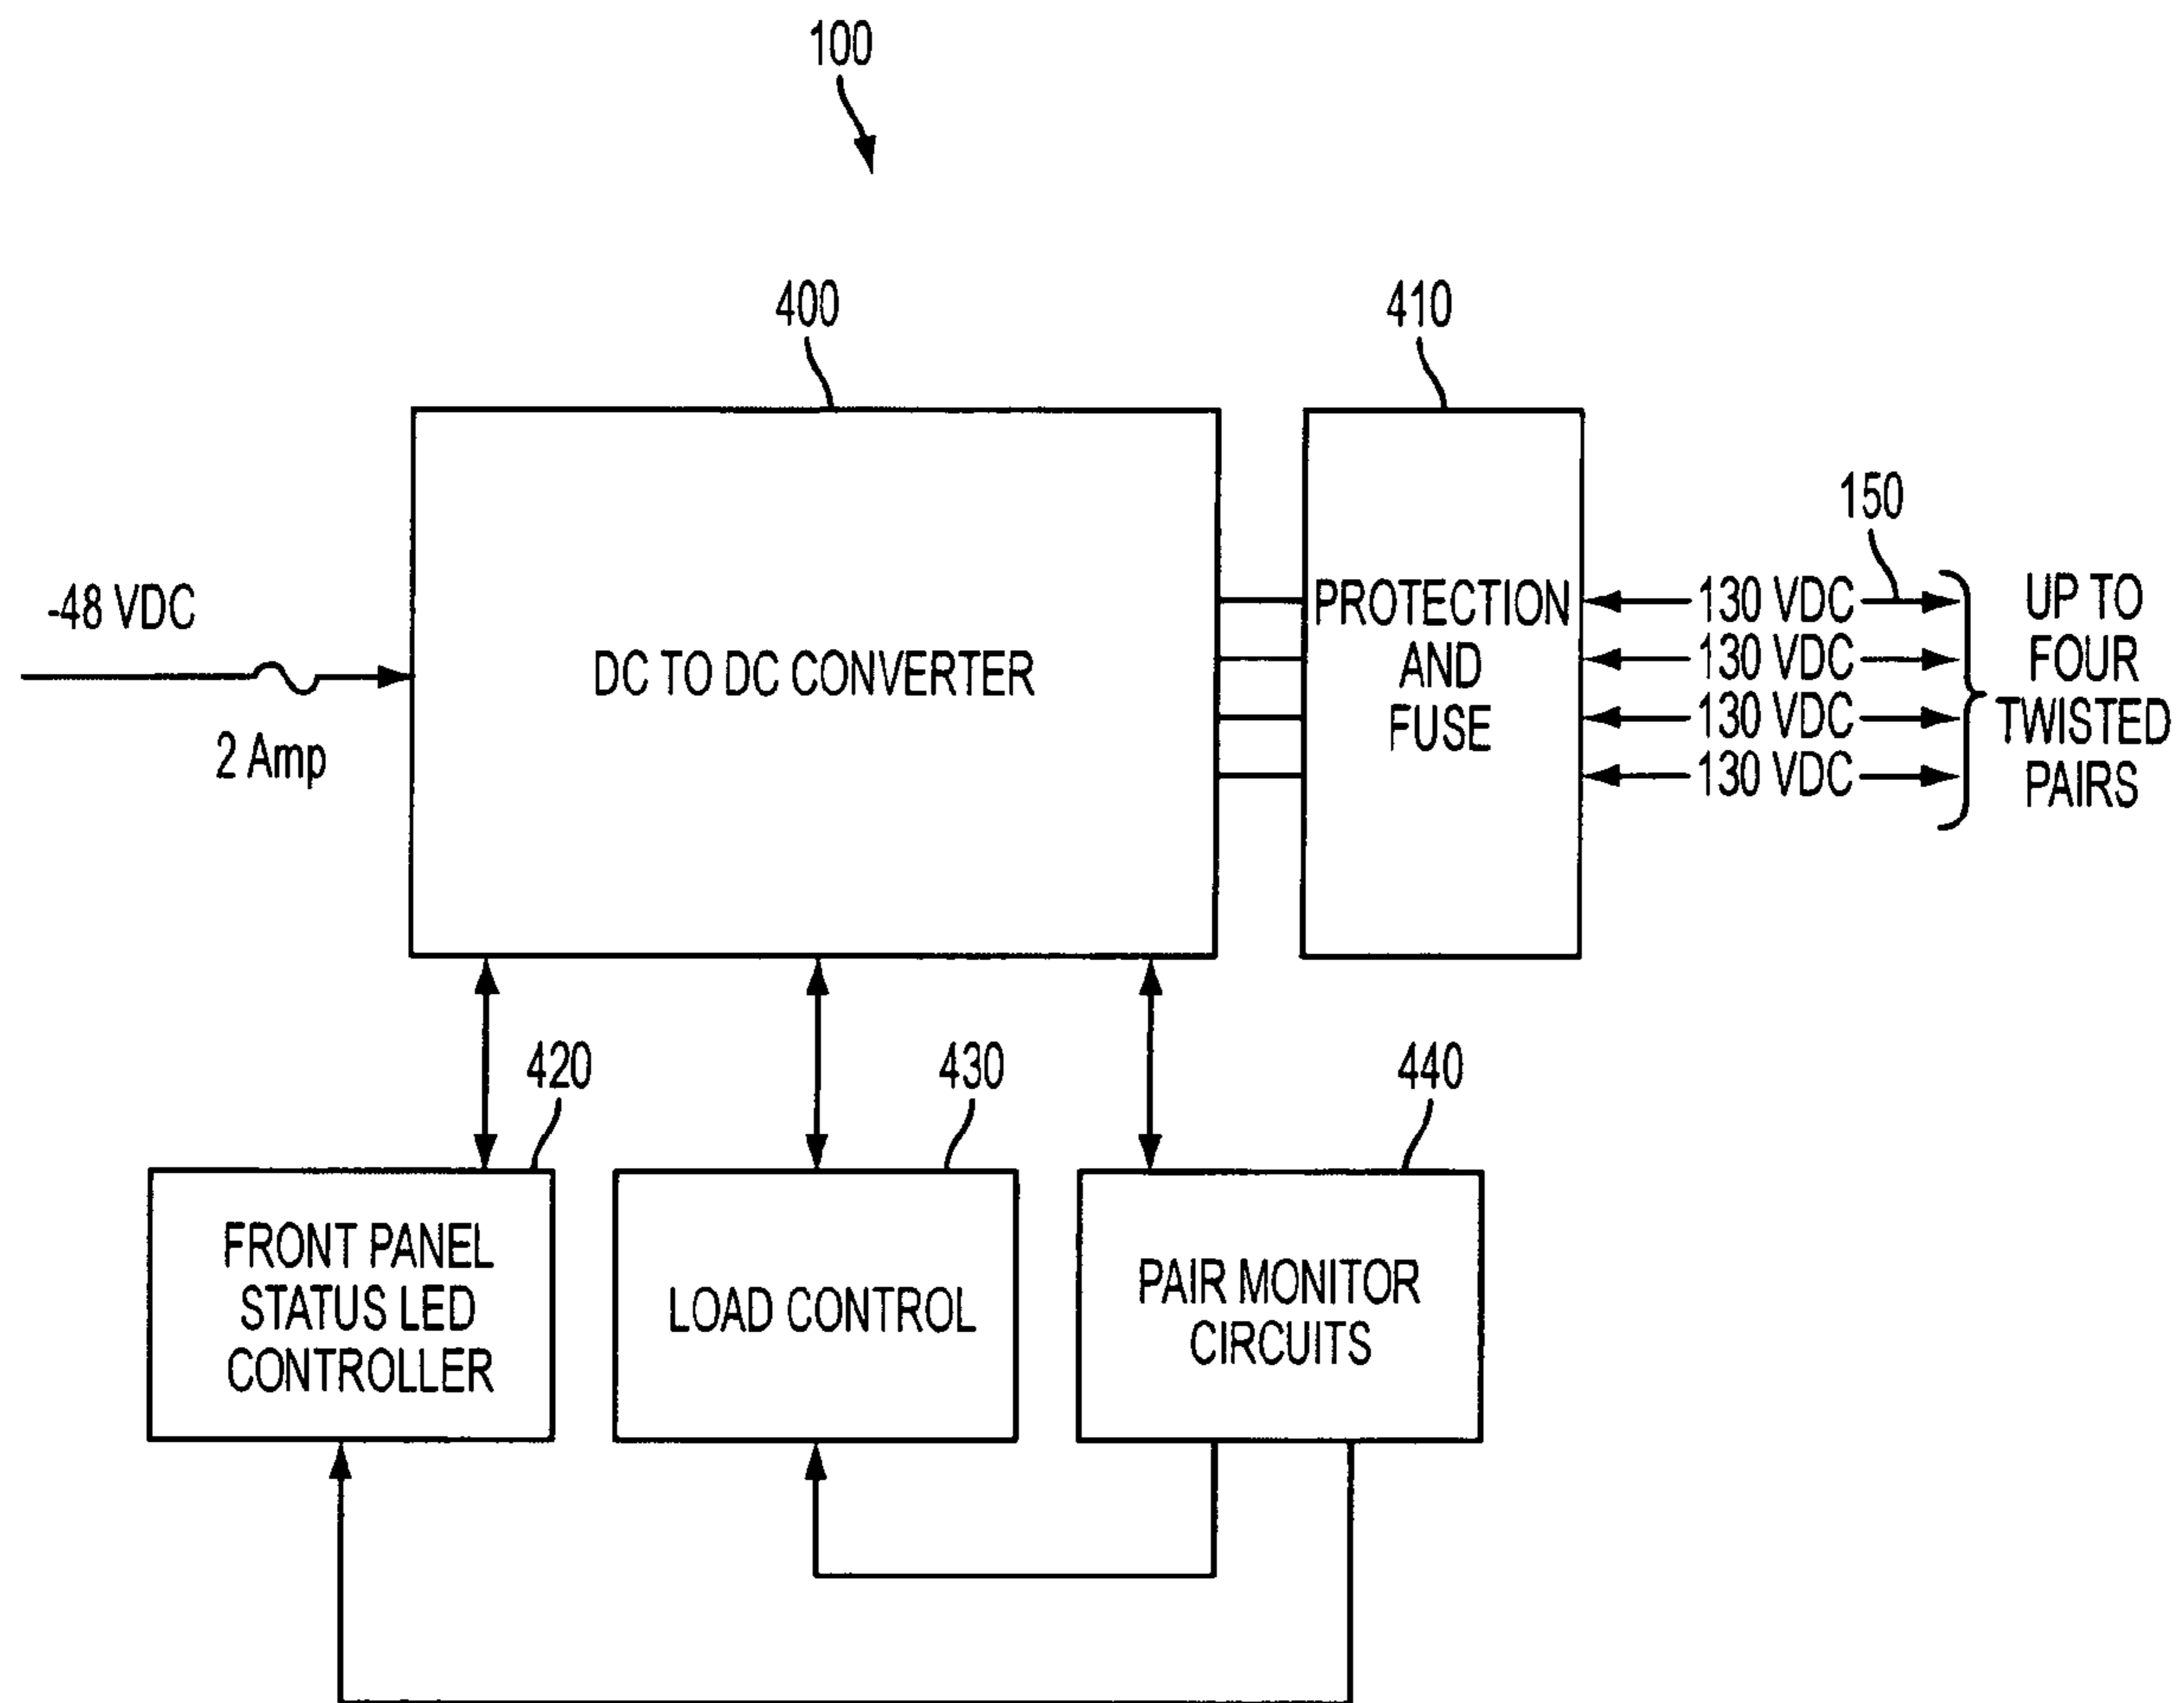 100
400
410
150
-48 VDC
2 Amp
DC TO DC CONVERTER
PROTECTION
AND
FUSE
130 VDC
130 VDC
130 VDC
130 VDC
UP TO
FOUR
TWISTED
PAIRS
420
430
440
FRONT PANEL
STATUS LED
CONTROLLER
LOAD CONTROL
PAIR MONITOR
CIRCUITS